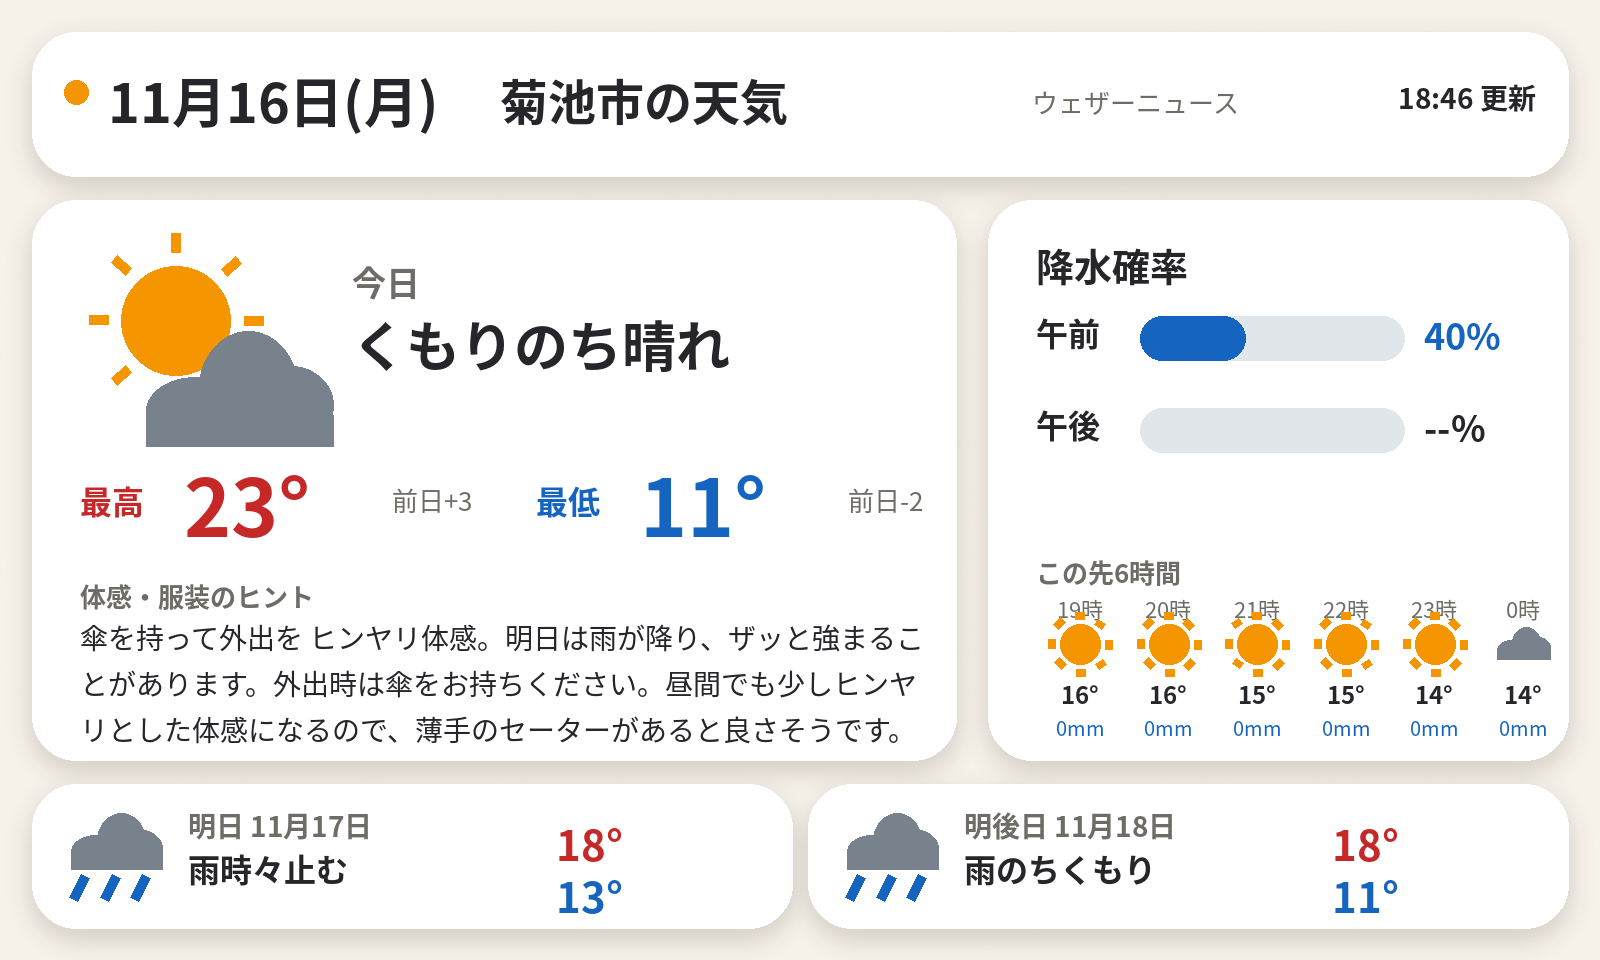 11月16日(月) 菊池市の天気 ウェザーニュース 18:46 更新
今日
くもりのち晴れ
最高 23° 前日+3 最低 11° 前日-2
体感・服装のヒント
傘を持って外出を ヒンヤリ体感。明日は雨が降り、ザッと強まるこ
とがあります。外出時は傘をお持ちください。昼間でも少しヒンヤ
リとした体感になるので、薄手のセーターがあると良さそうです。
降水確率
午前 40%
午後 --%
この先6時間
19時 20時 21時 22時 23時 0時
16° 16° 15° 15° 14° 14°
0mm 0mm 0mm 0mm 0mm 0mm
明日 11月17日
雨時々止む
18°
13°
明後日 11月18日
雨のちくもり
18°
11°